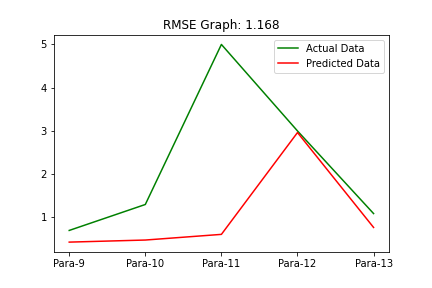 RMSE Graph: 1.168
Actual Data
Predicted Data
5
4
3
2
1
Para-9 Para-10 Para-11 Para-12 Para-13